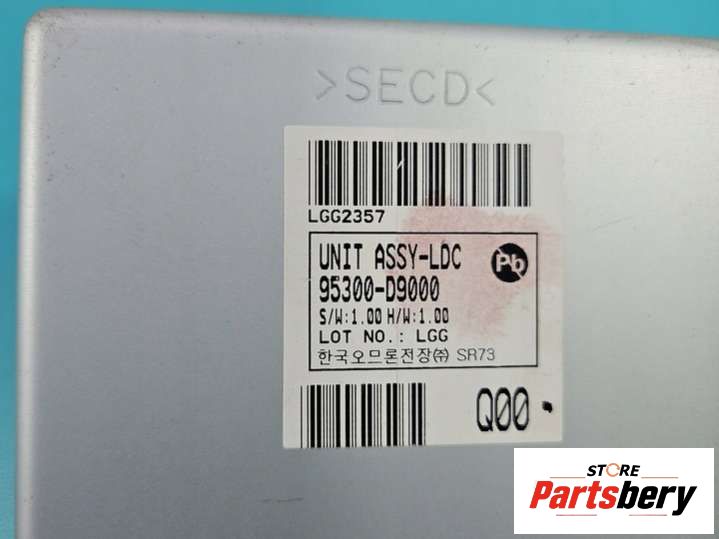 >SECD<
LGG2357
UNIT ASSY-LDC
Pb
95300-D9000
S/W:1.00 H/W:1.00
LOT NO.: LGG
한국오므론전장㈜ SR73
Q00
STORE
Partsbery